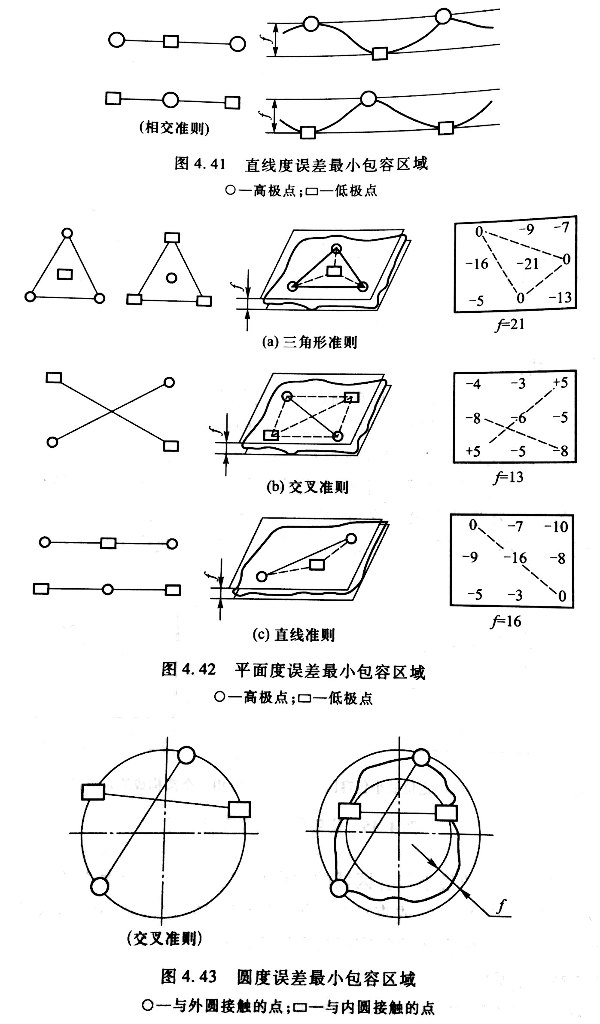 f
f
(相交准则)
图 4.41 直线度误差最小包容区域
○—高极点;□—低极点
f
0 -9 -7
-16 -21 0
-5 0 -13
f=21
(a) 三角形准则
f
-4 -3 +5
-8 -6 -5
+5 -5 -8
f=13
(b) 交叉准则
f
0 -7 -10
-9 -16 -8
-5 -3 0
f=16
(c) 直线准则
图 4.42 平面度误差最小包容区域
○—高极点;□—低极点
f
(交叉准则)
图 4.43 圆度误差最小包容区域
○—与外圆接触的点;□—与内圆接触的点